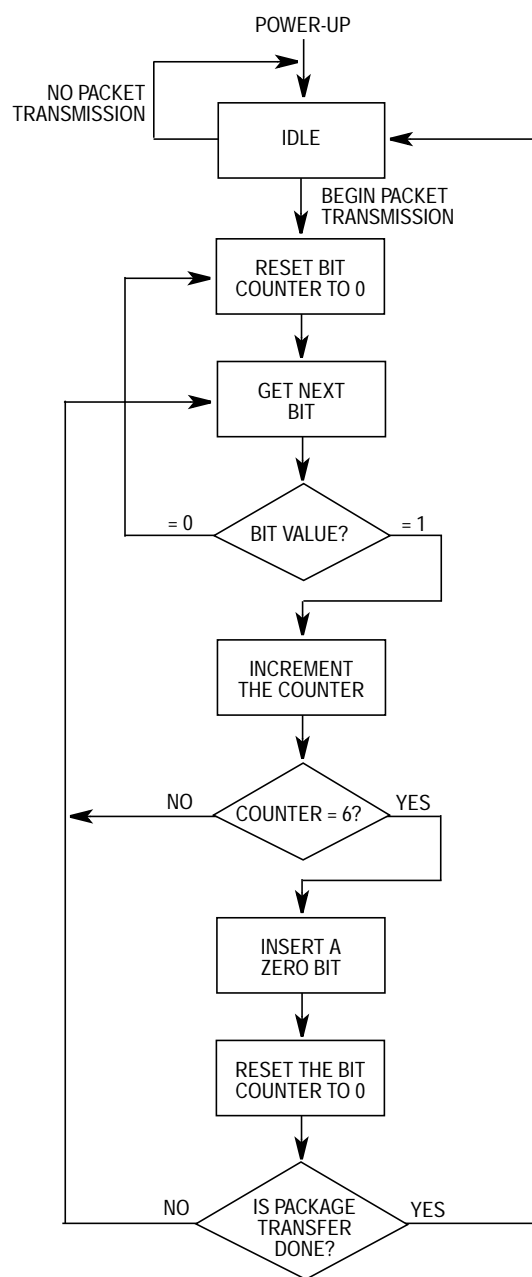 POWER-UP
NO PACKET
TRANSMISSION
IDLE
BEGIN PACKET
TRANSMISSION
RESET BIT
COUNTER TO 0
GET NEXT
BIT
= 0
BIT VALUE?
= 1
INCREMENT
THE COUNTER
NO
COUNTER = 6?
YES
INSERT A
ZERO BIT
RESET THE BIT
COUNTER TO 0
NO
IS PACKAGE
TRANSFER
DONE?
YES